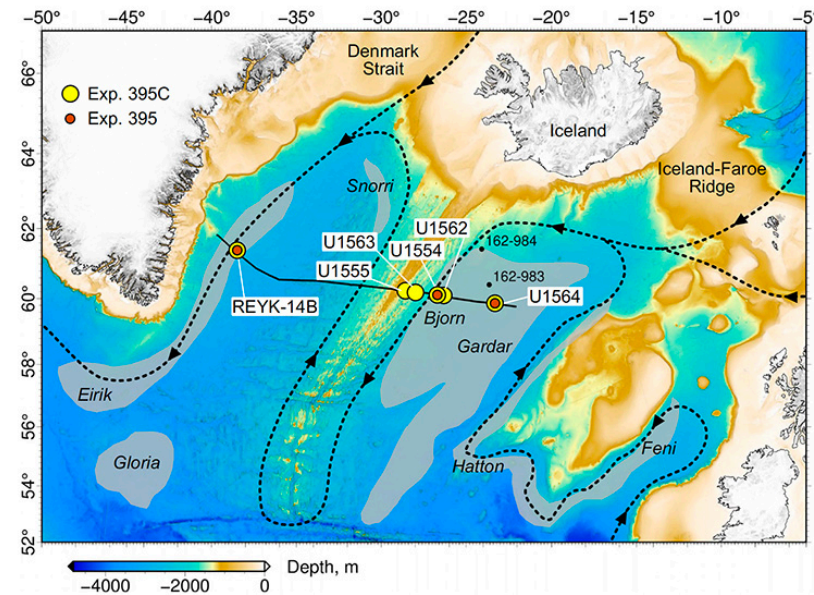 −50° −45° −40° −35° −30° −25° −20° −15° −10° −5°
66°
64°
62°
60°
58°
56°
54°
52°
Exp. 395C
Exp. 395
Denmark
Strait
Iceland
Iceland-Faroe
Ridge
Snorri
U1562
U1563
U1554
U1555
162-984
162-983
U1564
REYK-14B
Bjorn
Gardar
Eirik
Gloria
Hatton
Feni
Depth, m
−4000 −2000 0